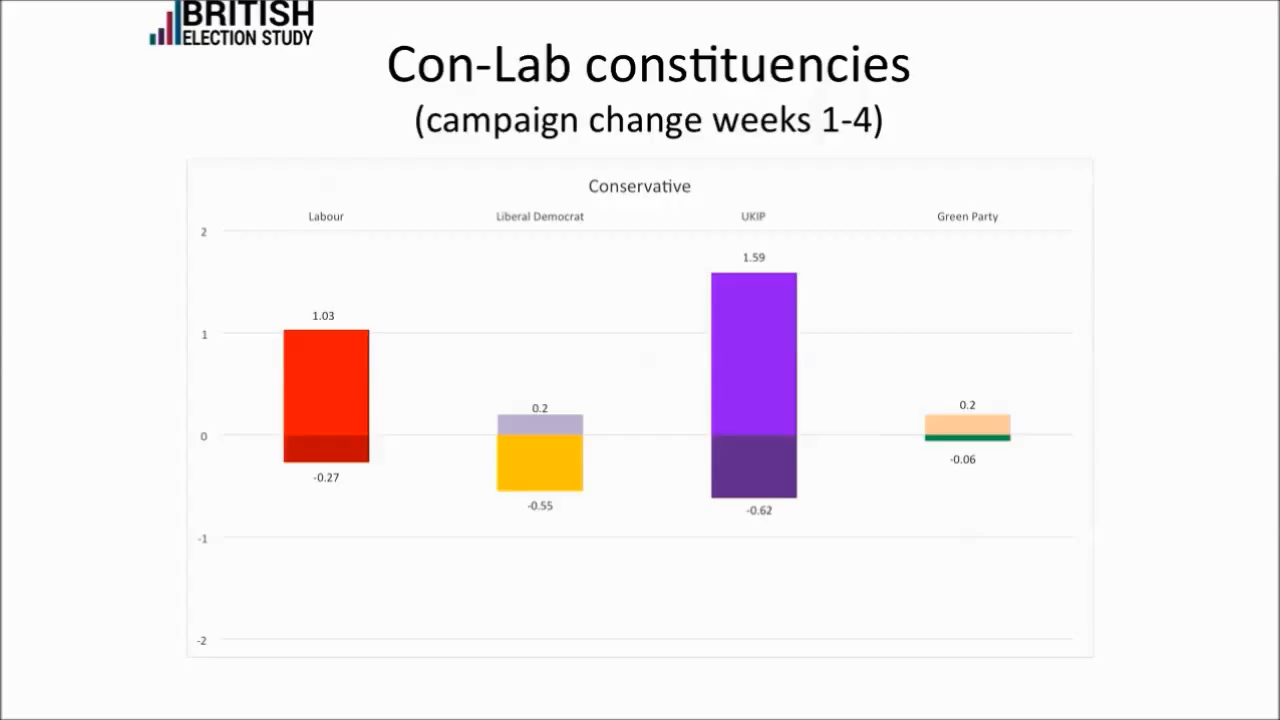 BRITISH
ELECTION STUDY
Con-Lab constituencies
(campaign change weeks 1-4)
Conservative
Labour Liberal Democrat UKIP Green Party
2
1.59
1.03
1
0.2 0.2
0
-0.27 -0.55 -0.62 -0.06
-1
-2